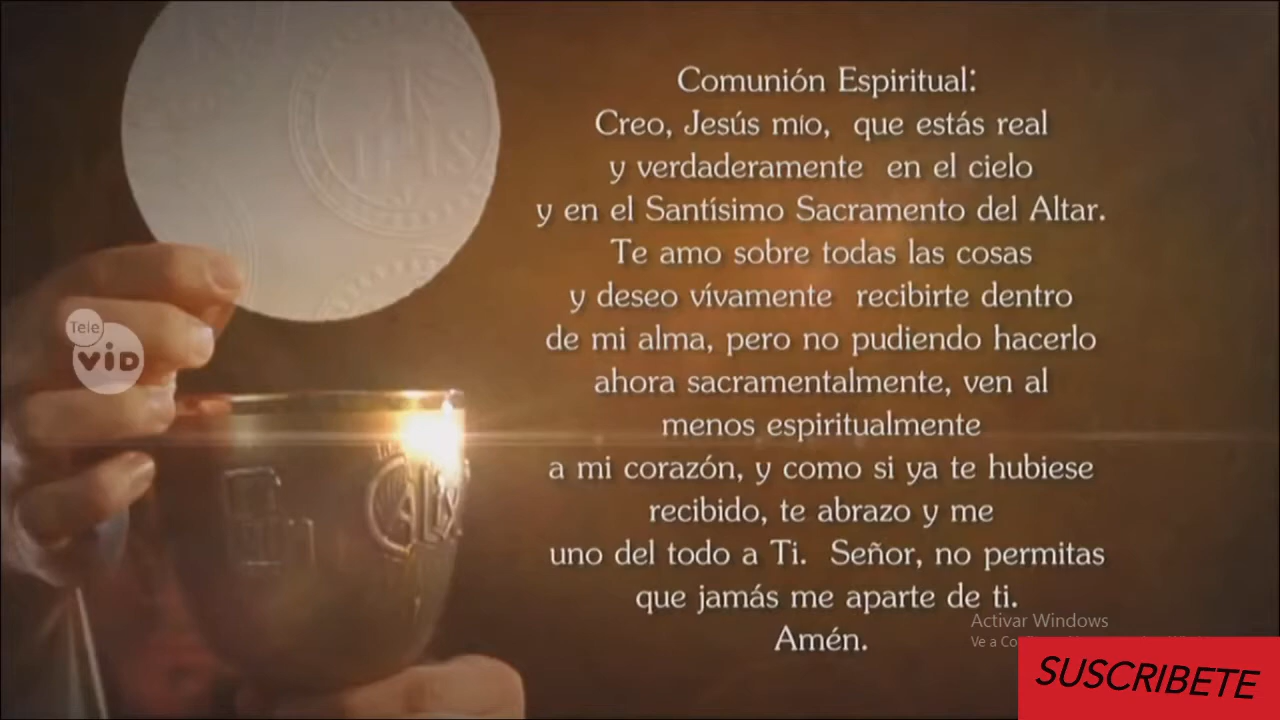 Comunión Espiritual:
Creo, Jesús mío, que estás real
y verdaderamente en el cielo
y en el Santísimo Sacramento del Altar.
Te amo sobre todas las cosas
y deseo vívamente recibirte dentro
de mi alma, pero no pudiendo hacerlo
ahora sacramentalmente, ven al
menos espiritualmente
a mi corazón, y como si ya te hubiese
recibido, te abrazo y me
uno del todo a Ti. Señor, no permitas
que jamás me aparte de ti.
Amén.
Tele
ViD
Activar Windows
Ve a
SUSCRIBETE